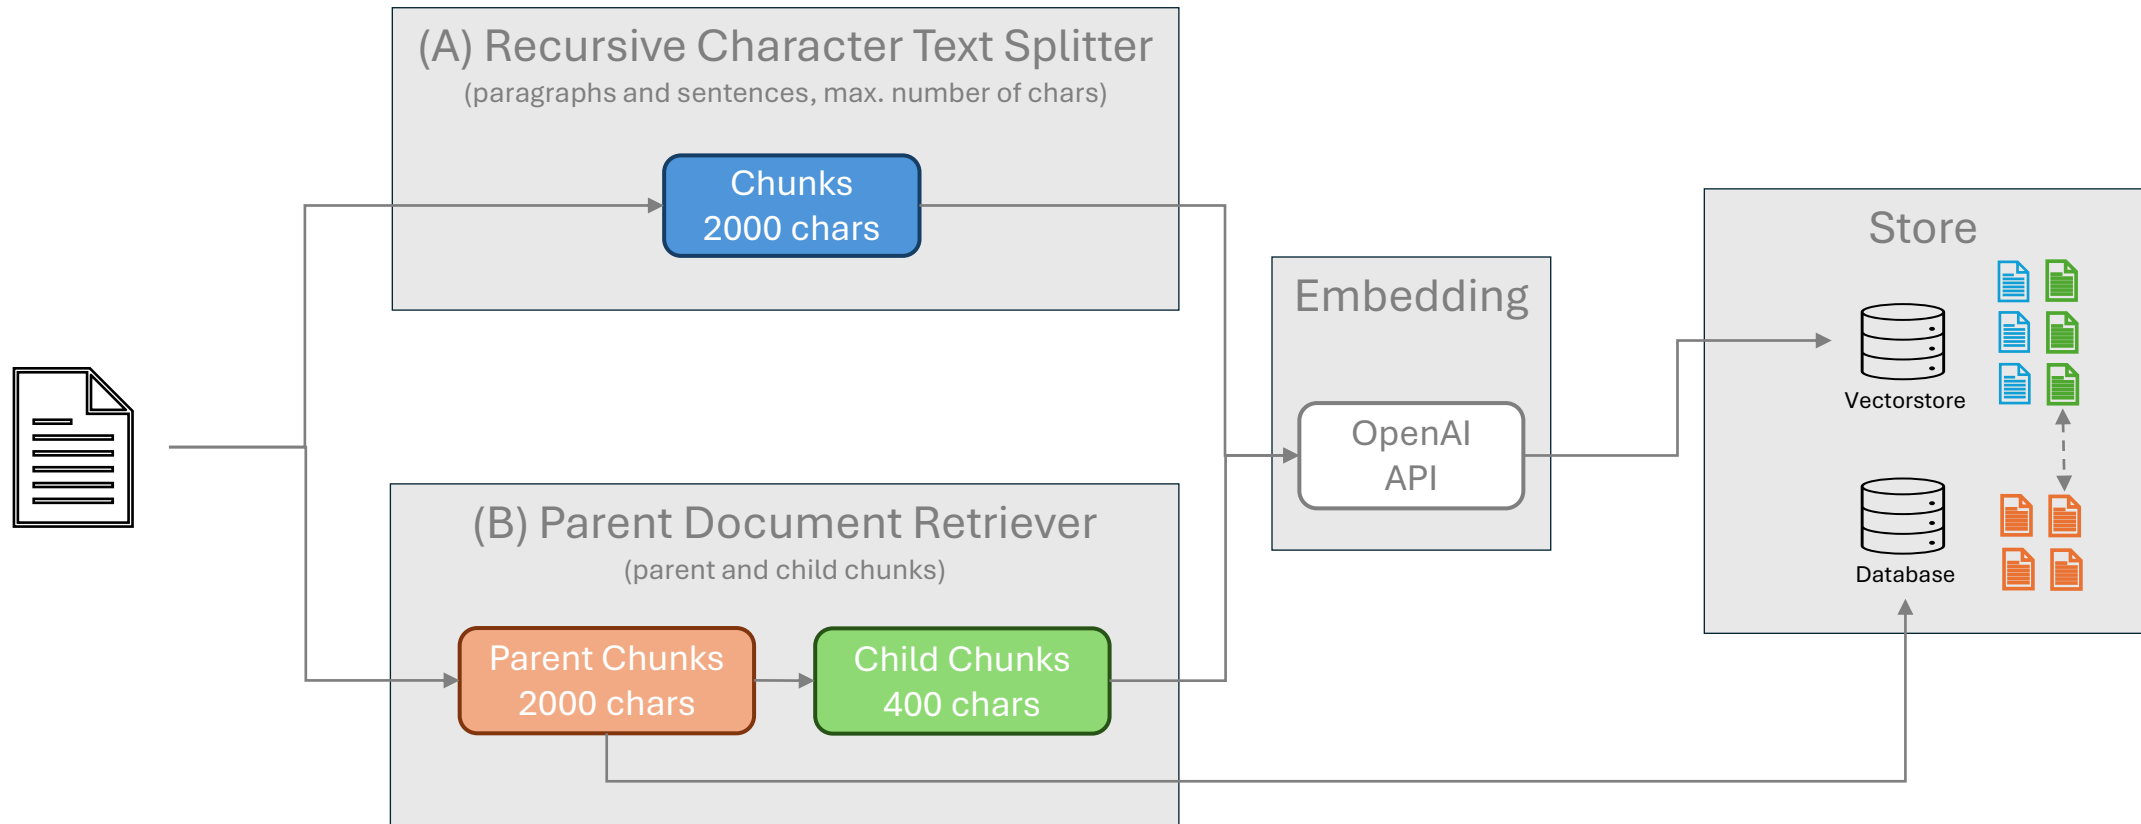 (A) Recursive Character Text Splitter
(paragraphs and sentences, max. number of chars)
Chunks
2000 chars
(B) Parent Document Retriever
(parent and child chunks)
Parent Chunks
2000 chars
Child Chunks
400 chars
Embedding
OpenAI
API
Store
Vectorstore
Database